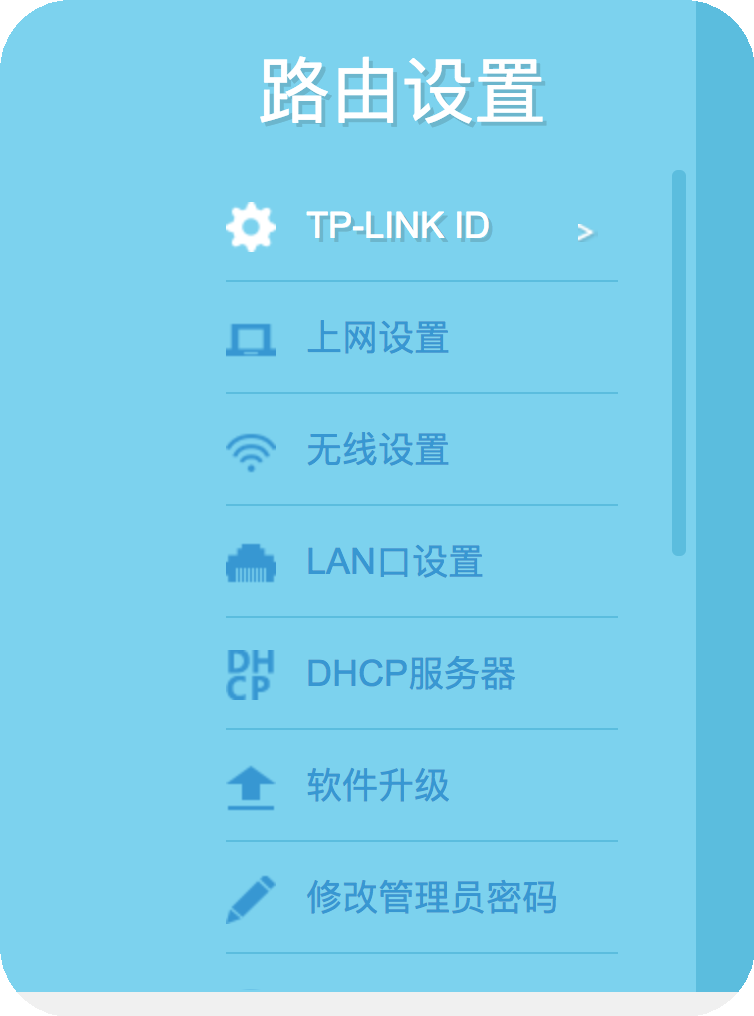 路由设置
TP-LINK ID >
上网设置
无线设置
LAN口设置
DHCP服务器
DH
CP
软件升级
修改管理员密码